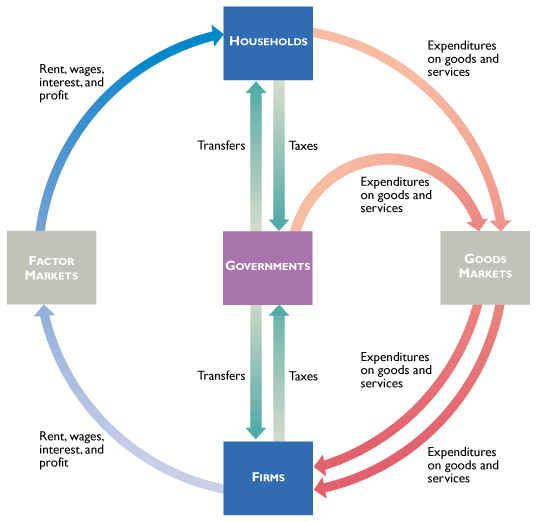 HOUSEHOLDS
Expenditures
on goods and
services
Rent, wages,
interest, and
profit
Transfers
Taxes
Expenditures
on goods and
services
FACTOR
MARKETS
GOVERNMENTS
GOODS
MARKETS
Transfers
Taxes
Expenditures
on goods and
services
Rent, wages,
interest, and
profit
FIRMS
Expenditures
on goods and
services